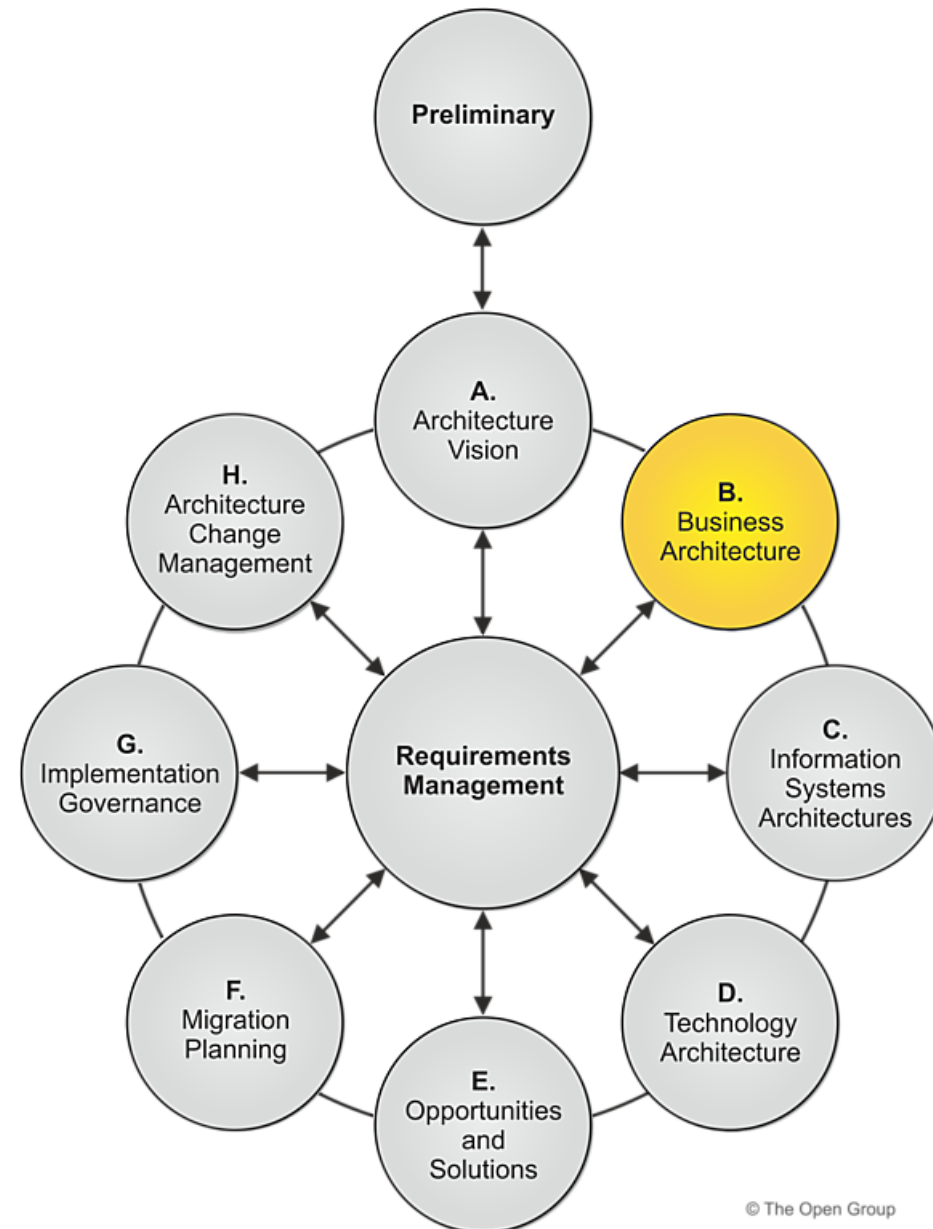 Preliminary
A.
Architecture
Vision
B.
Business
Architecture
C.
Information
Systems
Architectures
D.
Technology
Architecture
E.
Opportunities
and
Solutions
F.
Migration
Planning
G.
Implementation
Governance
H.
Architecture
Change
Management
Requirements
Management
© The Open Group